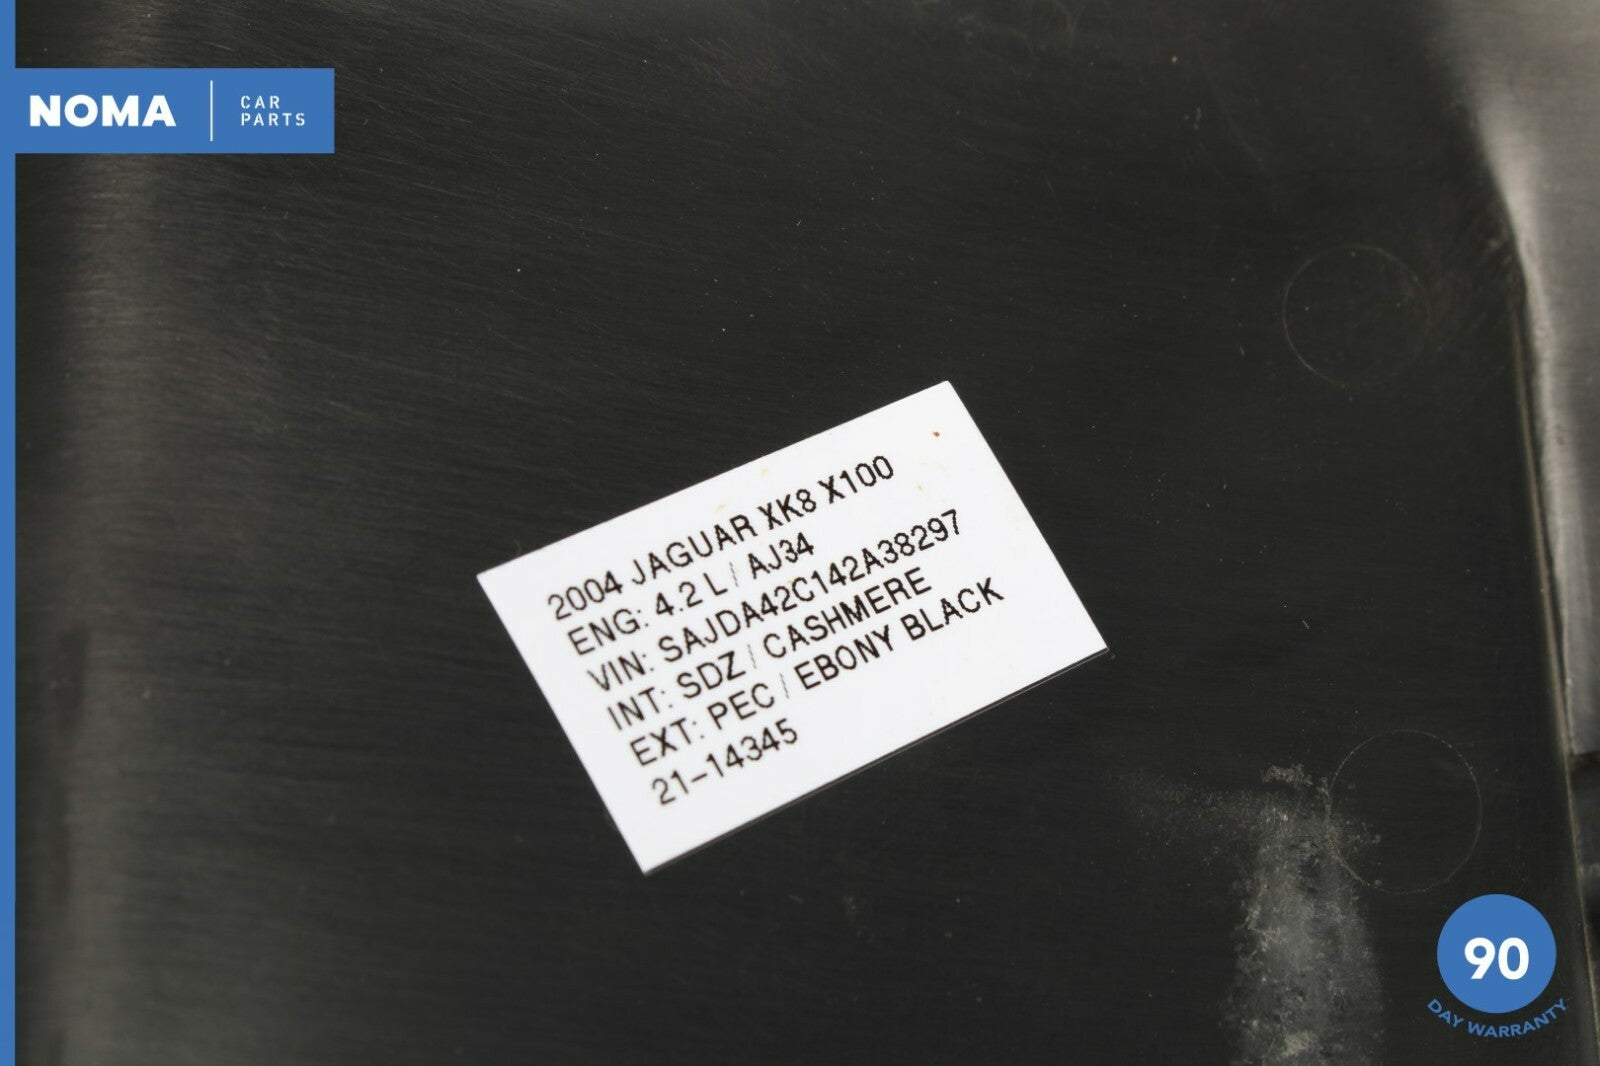 NOMA
CAR
PARTS
2004 JAGUAR XK8 X100
ENG: 4.2 L / AJ34
VIN: SAJDA42C142A38297
INT: SDZ / CASHMERE
EXT: PEC / EBONY BLACK
21-14345
90
DAY WARRANTY